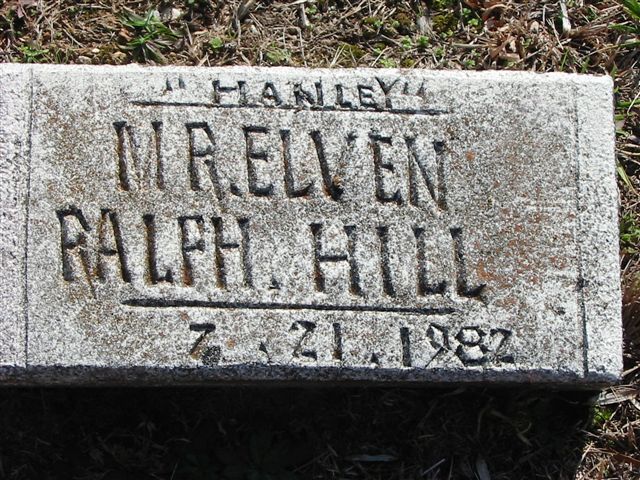 "HANLEY"
MR.ELVEN
RALPH. HILL
7.21.1982